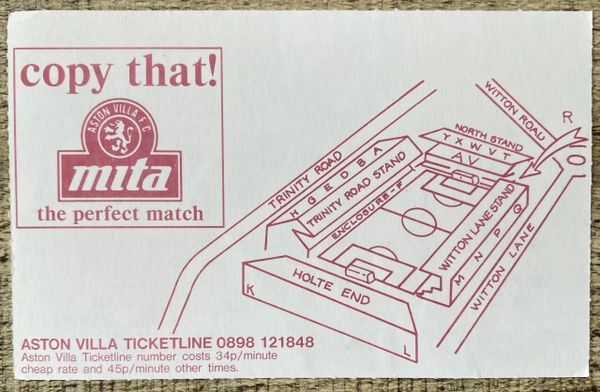 copy that!
ASTON VILLA F C
mita
the perfect match
TRINITY ROAD
H G E D B A
TRINITY ROAD STAND
ENCLOSURE-F
NORTH STAND
Y X W V T
AV
WITTON ROAD
R
O
WITTON LANE STAND
M N P Q
WITTON LANE
HOLTE END
K
L
ASTON VILLA TICKETLINE 0898 121848
Aston Villa Ticketline number costs 34p/minute
cheap rate and 45p/minute other times.